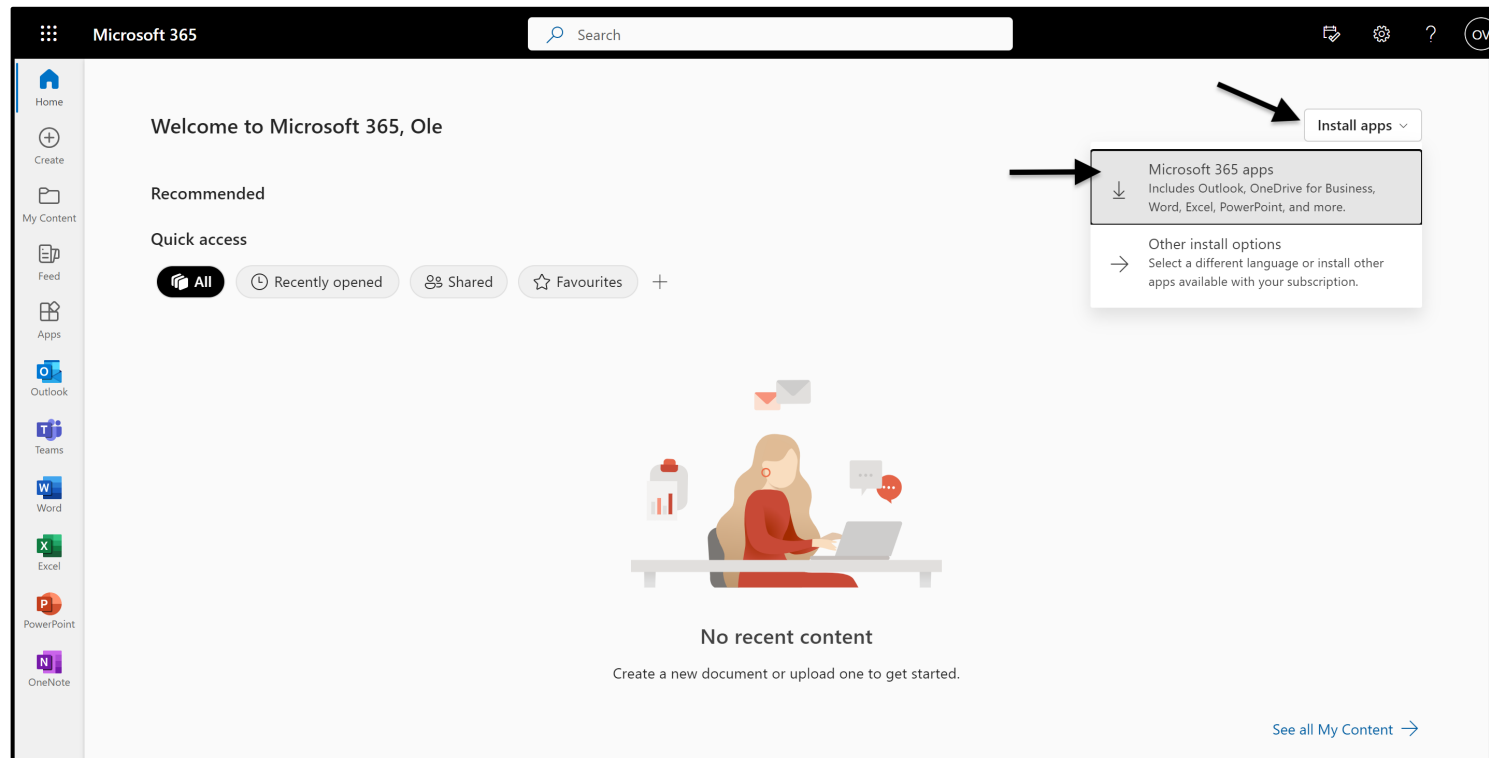 Microsoft 365
Search
?
OV
Home
Create
My Content
Feed
Apps
Outlook
Teams
Word
Excel
PowerPoint
OneNote
Welcome to Microsoft 365, Ole
Install apps
Microsoft 365 apps
Includes Outlook, OneDrive for Business,
Word, Excel, PowerPoint, and more.
Other install options
Select a different language or install other
apps available with your subscription.
Recommended
Quick access
All Recently opened Shared Favourites
No recent content
Create a new document or upload one to get started.
See all My Content